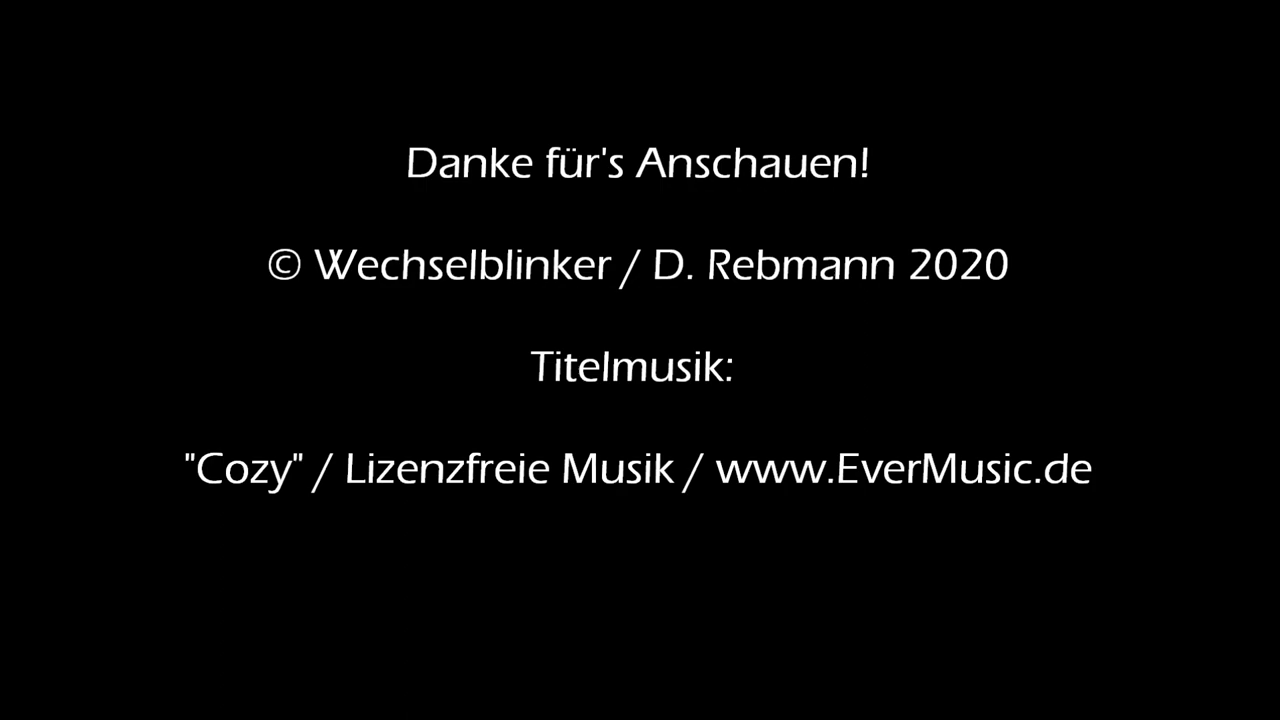 Danke für's Anschauen!
© Wechselblinker / D. Rebmann 2020
Titelmusik:
"Cozy" / Lizenzfreie Musik / www.EverMusic.de